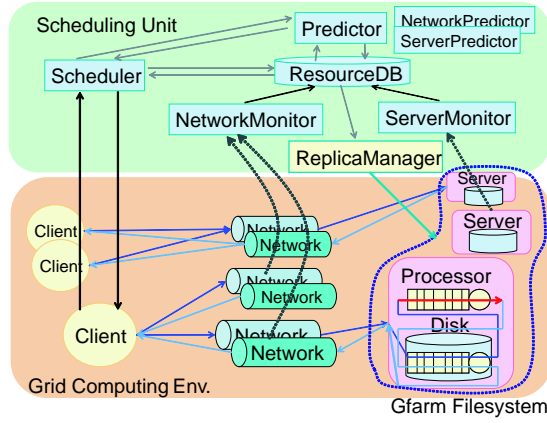 Scheduling Unit
Predictor
NetworkPredictor
ServerPredictor
Scheduler
ResourceDB
NetworkMonitor
ServerMonitor
ReplicaManager
Server
Server
Client
Client
Network
Network
Network
Network
Processor
Client
Network
Network
Disk
Grid Computing Env.
Gfarm Filesystem